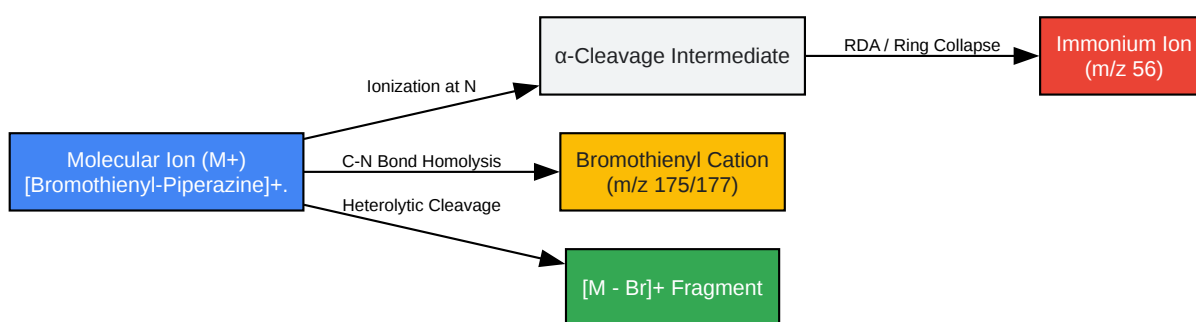 α-Cleavage Intermediate
RDA / Ring Collapse
Immonium Ion
(m/z 56)
Ionization at N
Molecular Ion (M+)
[Bromothienyl-Piperazine]+.
C-N Bond Homolysis
Bromothienyl Cation
(m/z 175/177)
Heterolytic Cleavage
[M - Br]+ Fragment